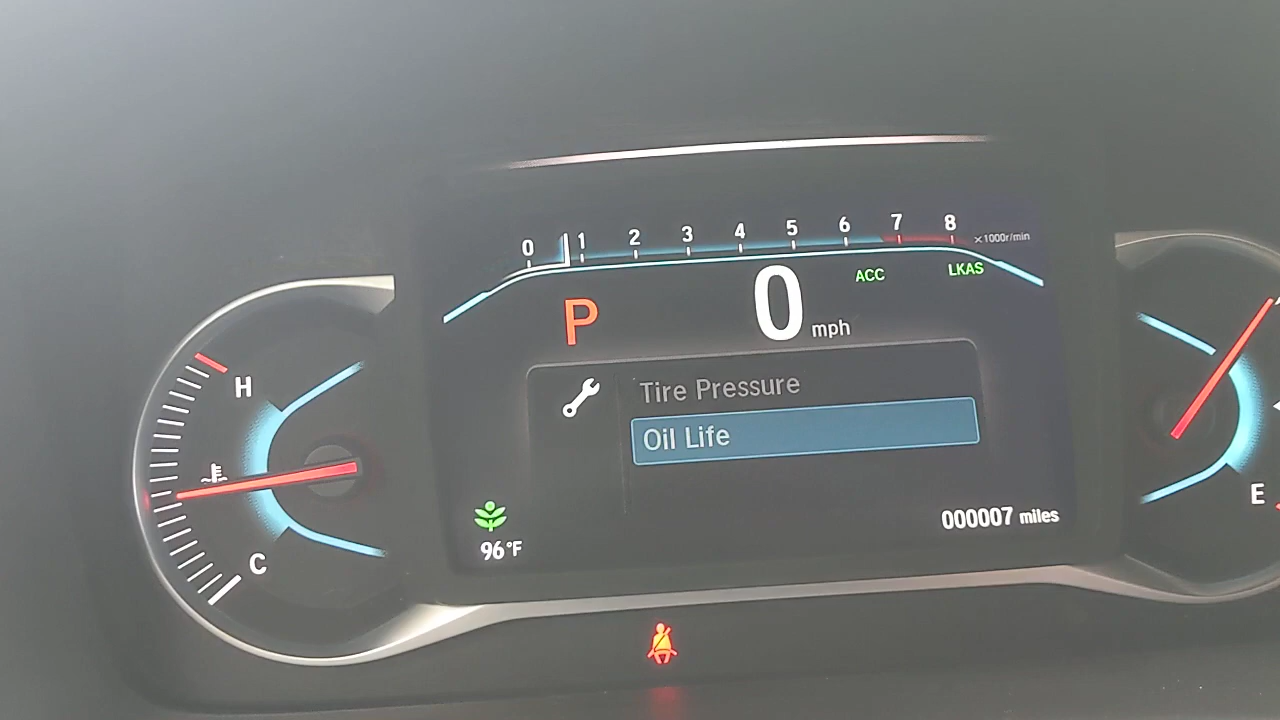 0 1 2 3 4 5 6 7 8 ×1000r/min
ACC LKAS
P 0 mph
H
Tire Pressure
Oil Life
C
E
000007 miles
96°F